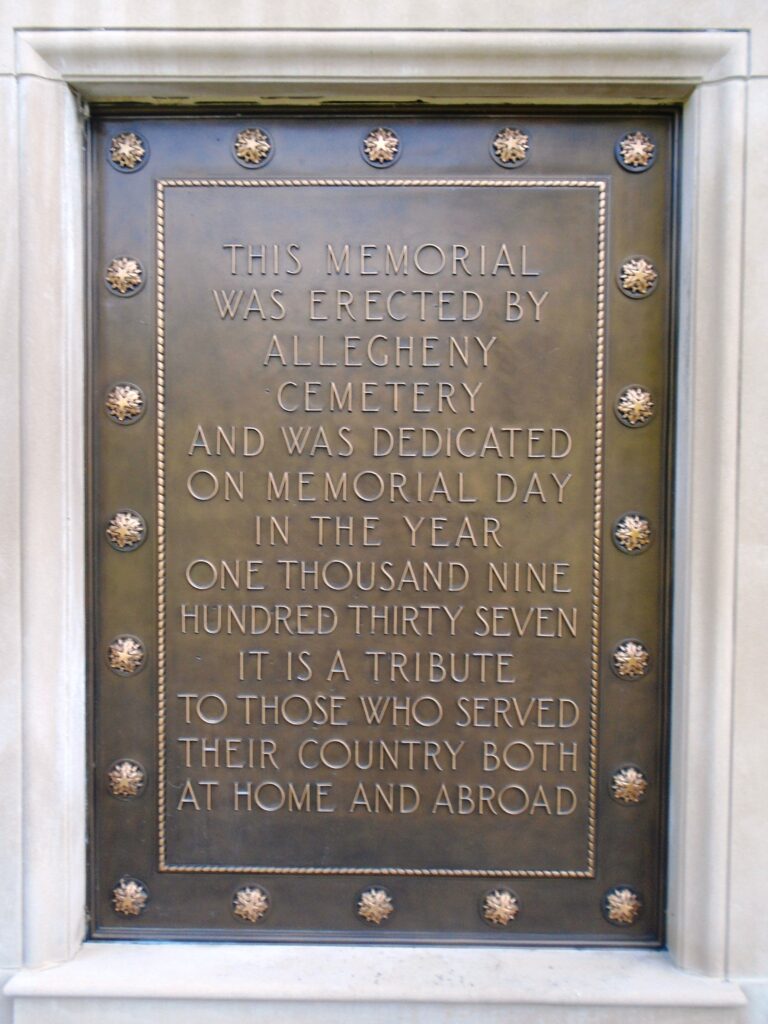 THIS MEMORIAL
WAS ERECTED BY
ALLEGHENY
CEMETERY
AND WAS DEDICATED
ON MEMORIAL DAY
IN THE YEAR
ONE THOUSAND NINE
HUNDRED THIRTY SEVEN
IT IS A TRIBUTE
TO THOSE WHO SERVED
THEIR COUNTRY BOTH
AT HOME AND ABROAD